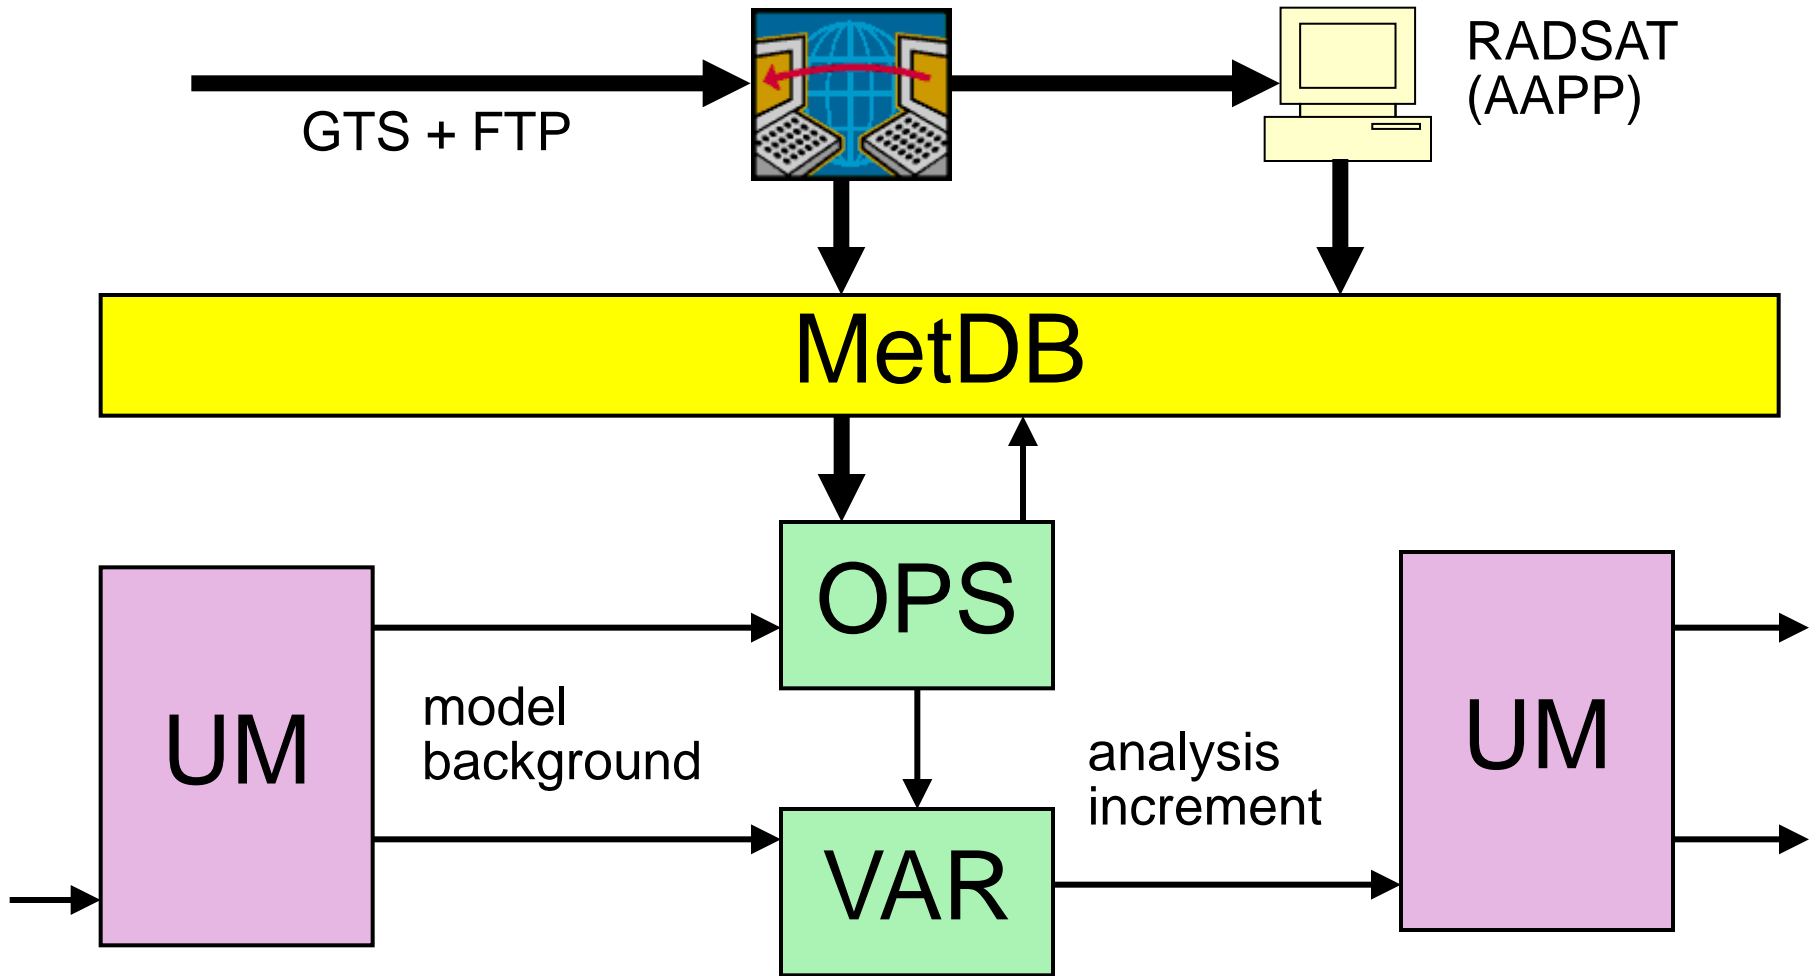 RADSAT
(AAPP)
GTS + FTP
MetDB
OPS
UM
model
background
UM
analysis
increment
VAR